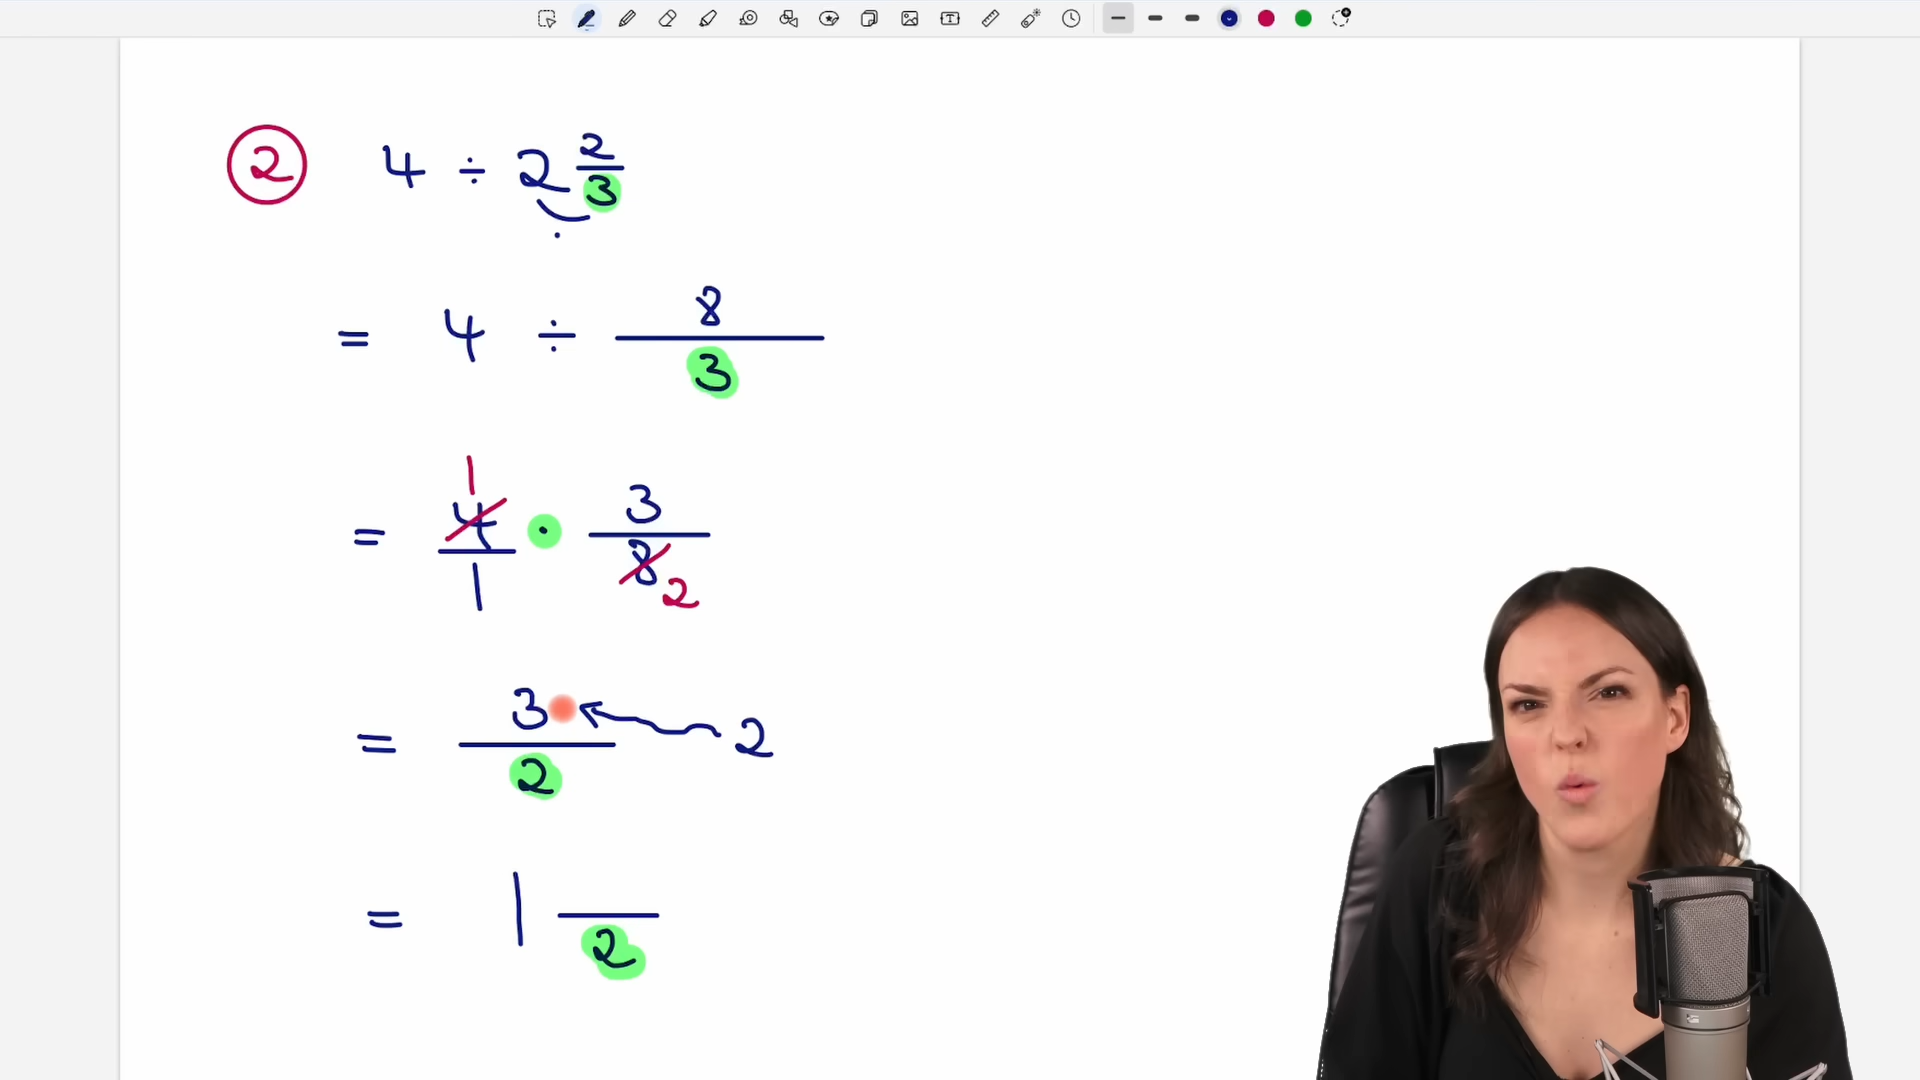 2 4 ÷ 2 2/3
= 4 ÷ 8/3
1
= 4/1 · 3/8 2
= 3/2 2
= 1 /2